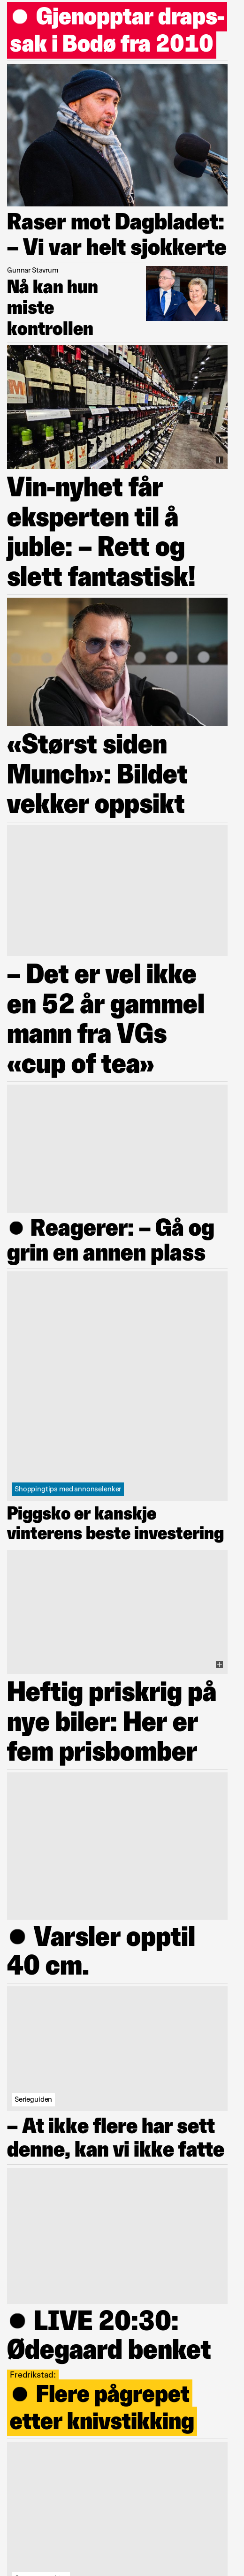 ● Gjenopptar draps-
sak i Bodø fra 2010
Raser mot Dagbladet:
– Vi var helt sjokkerte
Gunnar Stavrum
Nå kan hun
miste
kontrollen
Vin-nyhet får
eksperten til å
juble: – Rett og
slett fantastisk!
«Størst siden
Munch»: Bildet
vekker oppsikt
– Det er vel ikke
en 52 år gammel
mann fra VGs
«cup of tea»
● Reagerer: – Gå og
grin en annen plass
Shoppingtips med annonselenker
Piggsko er kanskje
vinterens beste investering
Heftig priskrig på
nye biler: Her er
fem prisbomber
● Varsler opptil
40 cm.
Serieguiden
– At ikke flere har sett
denne, kan vi ikke fatte
● LIVE 20:30:
Ødegaard benket
Fredrikstad:
● Flere pågrepet
etter knivstikking